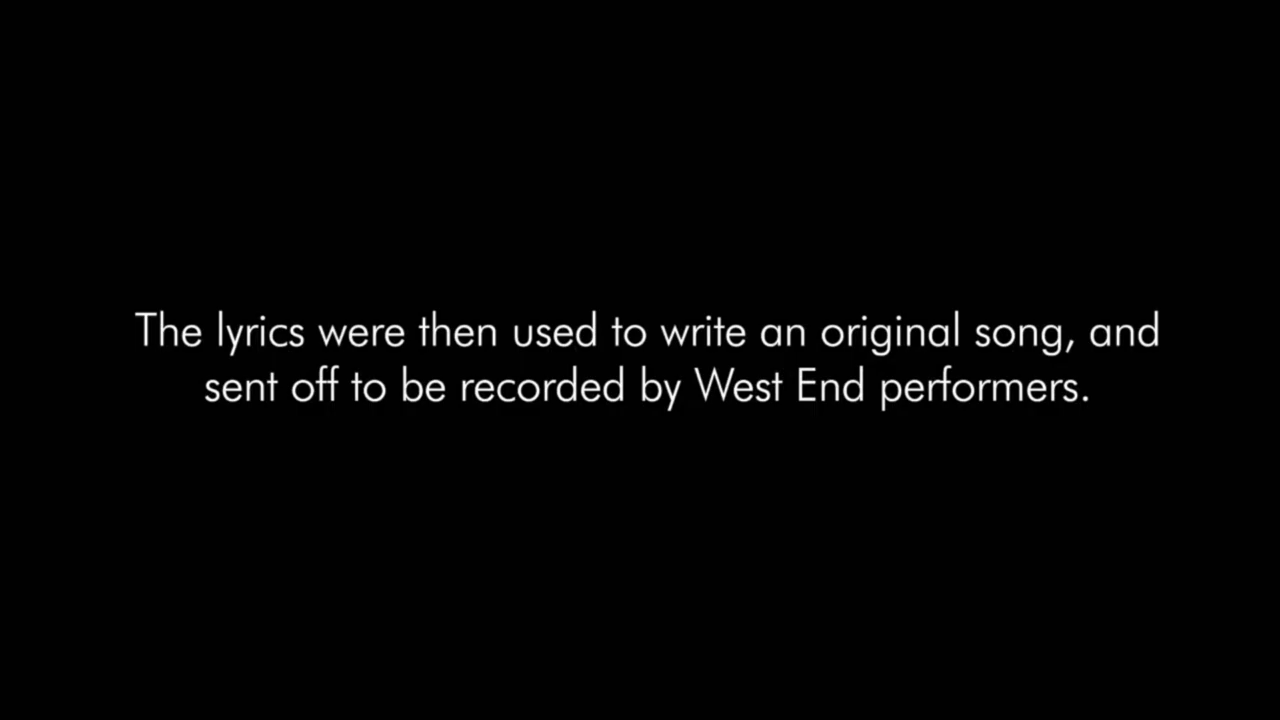 The lyrics were then used to write an original song, and
sent off to be recorded by West End performers.